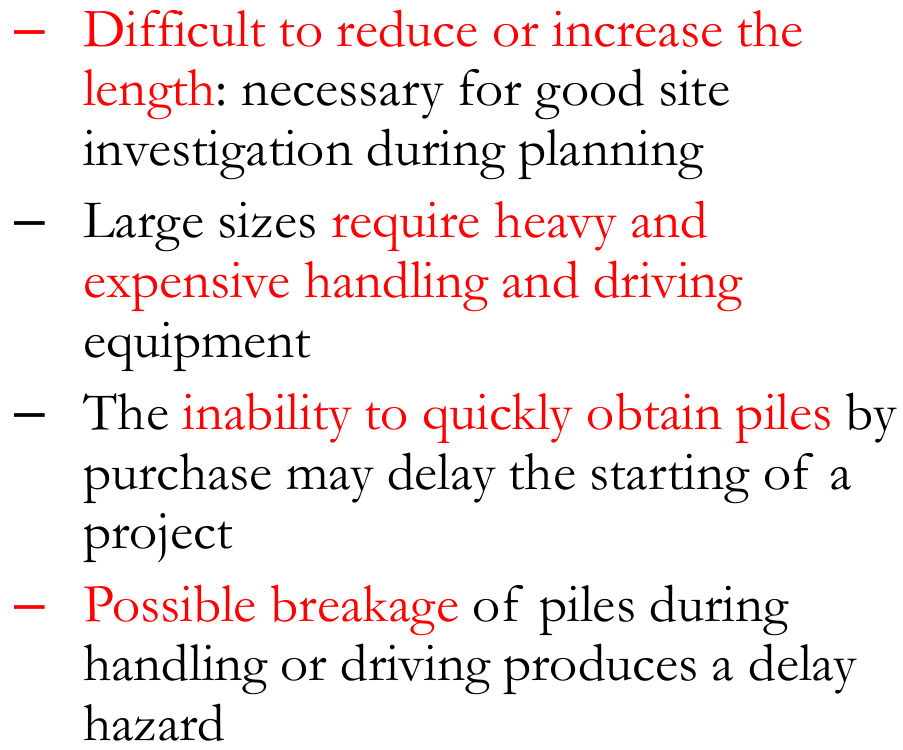 – Difficult to reduce or increase the
length: necessary for good site
investigation during planning
– Large sizes require heavy and
expensive handling and driving
equipment
– The inability to quickly obtain piles by
purchase may delay the starting of a
project
– Possible breakage of piles during
handling or driving produces a delay
hazard